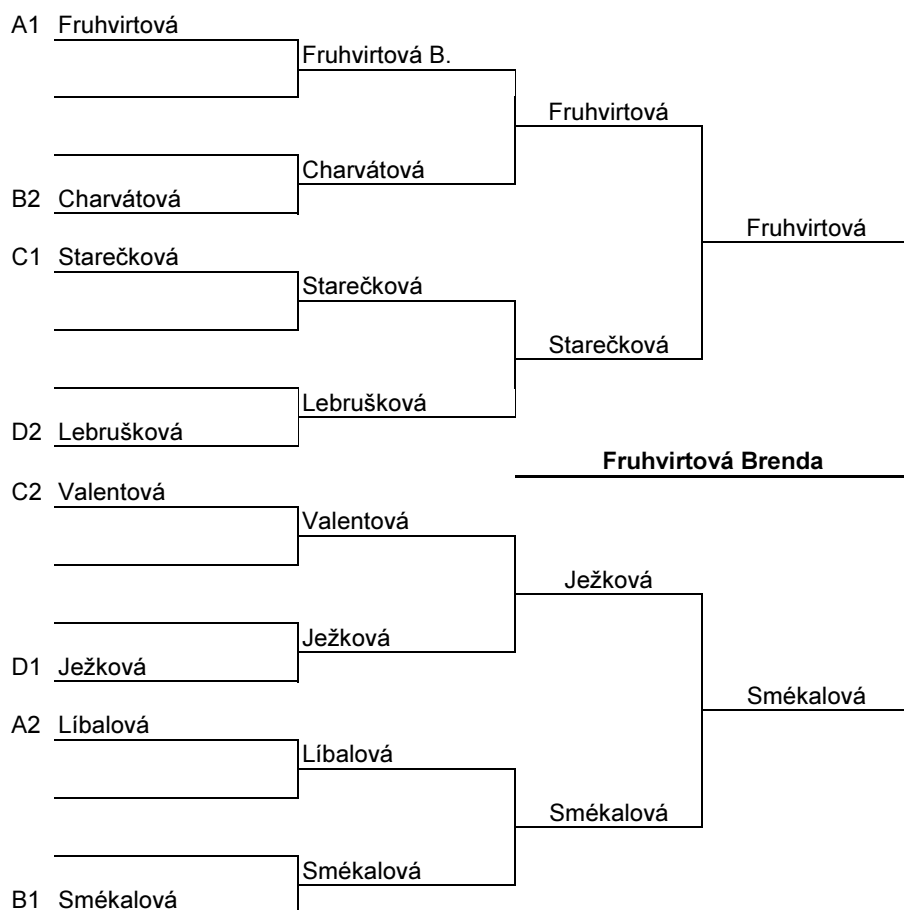 A1 Fruhvirtová
Fruhvirtová B.
Fruhvirtová
Charvátová
B2 Charvátová
Fruhvirtová
C1 Starečková
Starečková
Starečková
Lebrušková
D2 Lebrušková
Fruhvirtová Brenda
C2 Valentová
Valentová
Ježková
Ježková
D1 Ježková
Smékalová
A2 Líbalová
Líbalová
Smékalová
Smékalová
B1 Smékalová